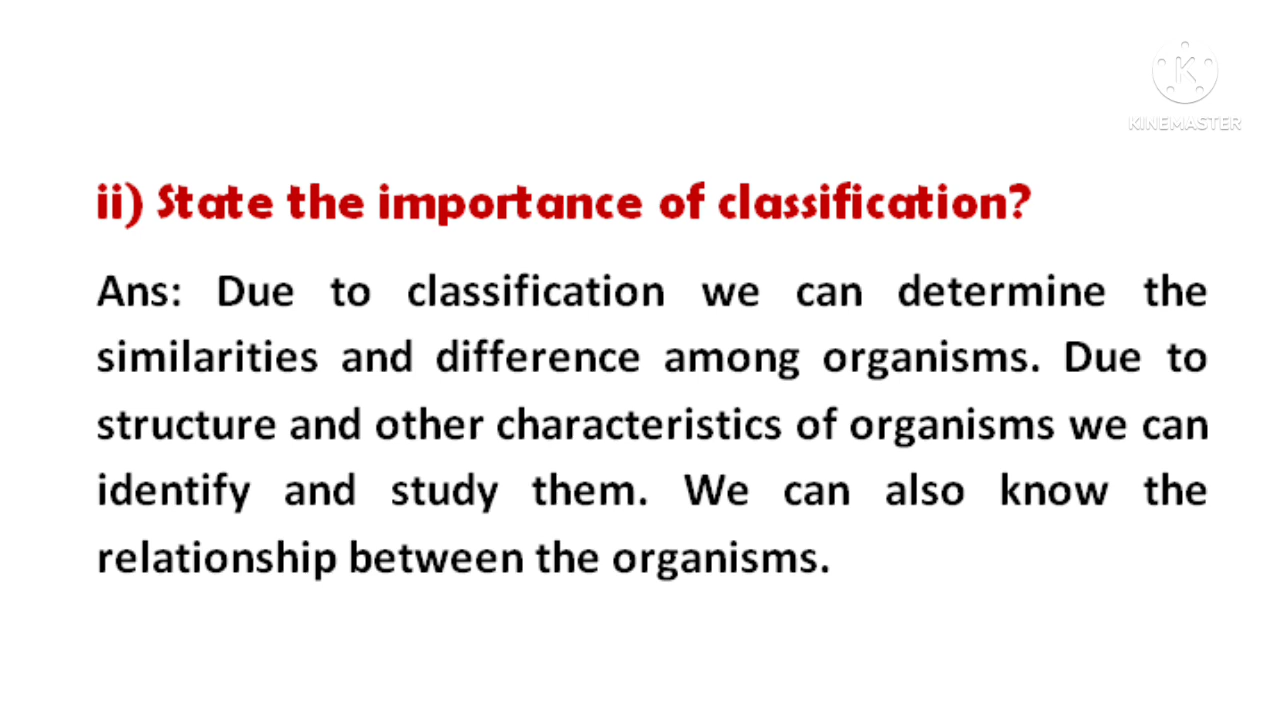 KINEMASTER
ii) State the importance of classification?
Ans: Due to classification we can determine the
similarities and difference among organisms. Due to
structure and other characteristics of organisms we can
identify and study them. We can also know the
relationship between the organisms.